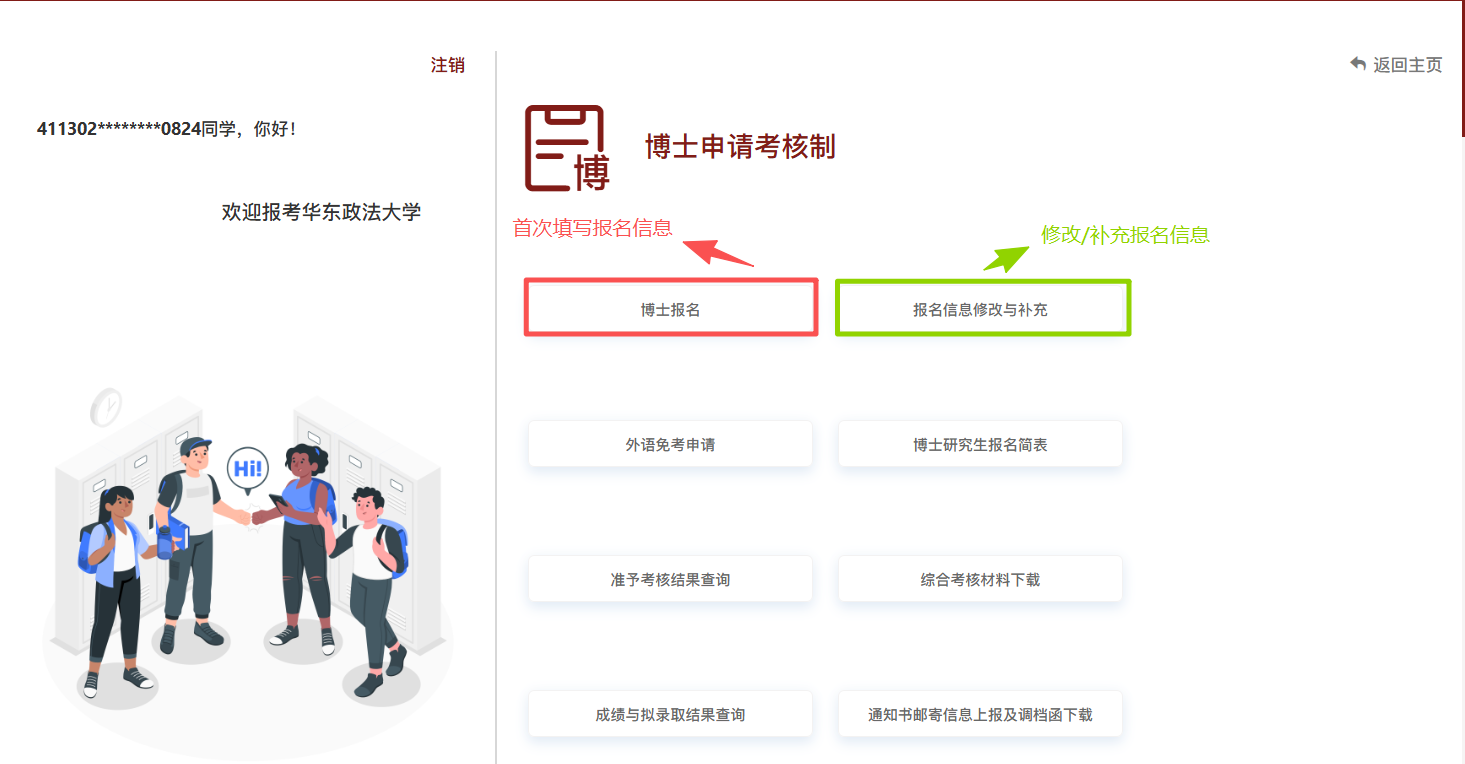 注销
411302********0824同学，你好！
欢迎报考华东政法大学
Hi!
返回主页
博
博士申请考核制
首次填写报名信息
修改/补充报名信息
博士报名
报名信息修改与补充
外语免考申请
博士研究生报名简表
准予考核结果查询
综合考核材料下载
成绩与拟录取结果查询
通知书邮寄信息上报及调档函下载